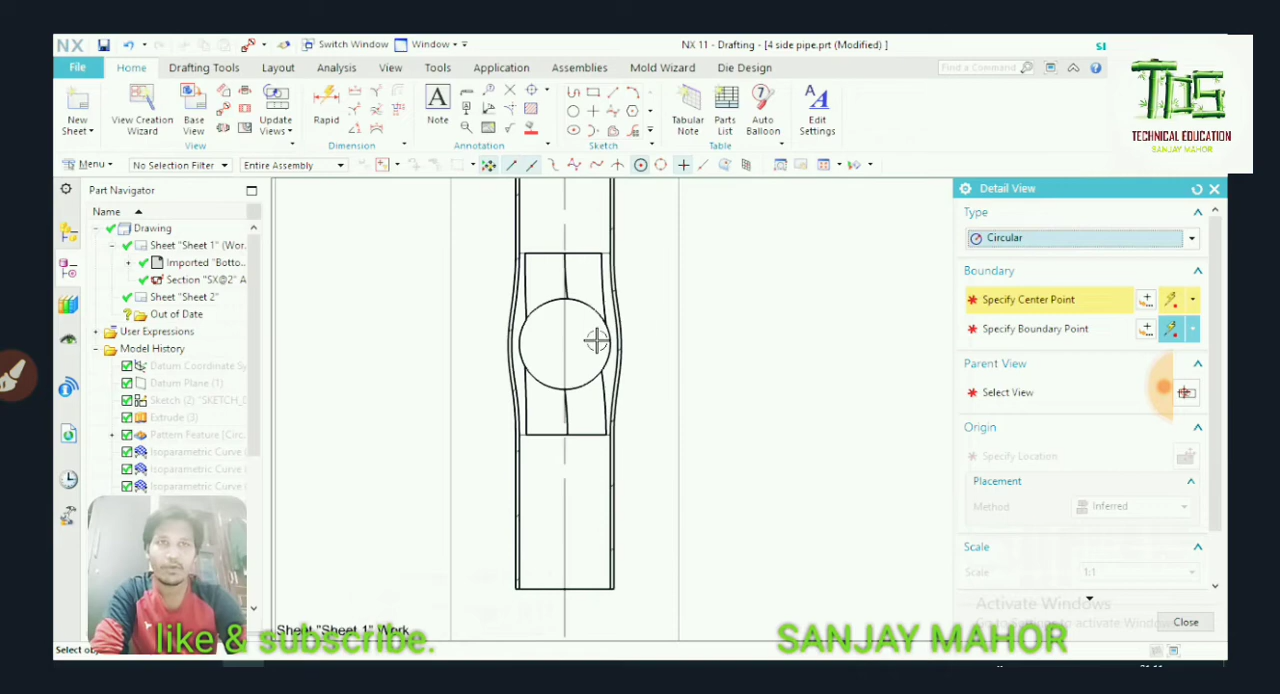 NX
Switch Window
Window
NX 11 - Drafting - [4 side pipe.prt (Modified) ]
SI
File
Home
Drafting Tools
Layout
Analysis
View
Tools
Application
Assemblies
Mold Wizard
Die Design
Find a Command
TDS
TECHNICAL EDUCATION
SANJAY MAHOR
New Sheet
View Creation Wizard
Base View
Update Views
Rapid
A
Note
Tabular Note
Parts List
7
Auto Balloon
Edit Settings
View
Dimension
Annotation
Sketch
Table
Menu
No Selection Filter
Entire Assembly
Part Navigator
Name
Drawing
Sheet "Sheet 1" (Wor.
Imported "Botto..
Section "SX@2" A
Sheet "Sheet 2"
Out of Date
User Expressions
Model History
Datum Coordinate Sy
Datum Plane (1)
Sketch (2) "SKETCH_0
Extrude (3)
Pattern Feature [Circ.
Isoparametric Curve (
Isoparametric Curve (
Isoparametric Curve (
Detail View
Type
Circular
Boundary
Specify Center Point
Specify Boundary Point
Parent View
Select View
Origin
Specify Location
Placement
Method
Inferred
Scale
Scale
1:1
Activate Windows
Close
Sheet "Sheet 1" Work
like & subscribe.
SANJAY MAHOR